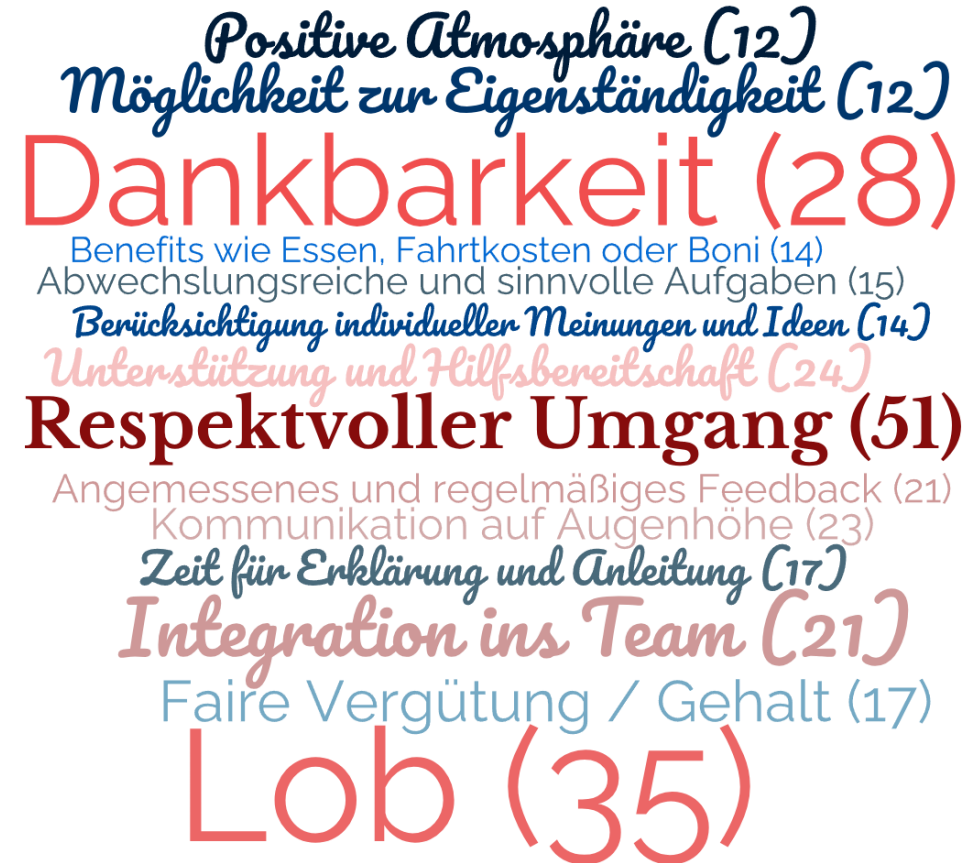 Positive Atmosphäre (12)
Möglichkeit zur Eigenständigkeit (12)
Dankbarkeit (28)
Benefits wie Essen, Fahrtkosten oder Boni (14)
Abwechslungsreiche und sinnvolle Aufgaben (15)
Berücksichtigung individueller Meinungen und Ideen (14)
Unterstützung und Hilfsbereitschaft (24)
Respektvoller Umgang (51)
Angemessenes und regelmäßiges Feedback (21)
Kommunikation auf Augenhöhe (23)
Zeit für Erklärung und Anleitung (17)
Integration ins Team (21)
Faire Vergütung / Gehalt (17)
Lob (35)